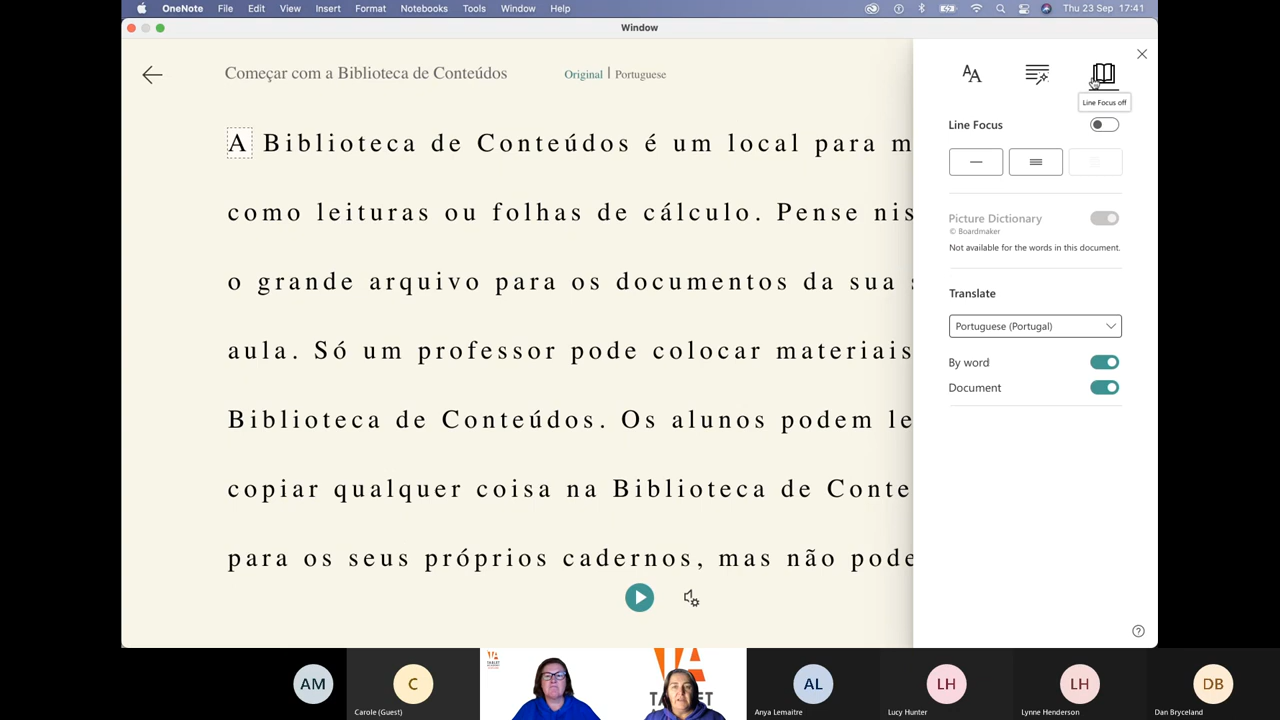 OneNote File Edit View Insert Format Notebooks Tools Window Help Thu 23 Sep 17:41
Window
Começar com a Biblioteca de Conteúdos Original | Portuguese
A Biblioteca de Conteúdos é um local para m
como leituras ou folhas de cálculo. Pense nis
o grande arquivo para os documentos da sua
aula. Só um professor pode colocar materiais
Biblioteca de Conteúdos. Os alunos podem le
copiar qualquer coisa na Biblioteca de Conte
para os seus próprios cadernos, mas não pode
AA
Line Focus off
Line Focus
Picture Dictionary
© Boardmaker
Not available for the words in this document.
Translate
Portuguese (Portugal)
By word
Document
AM
C
Carole (Guest)
TABLET
TA
AL
Anya Lemaitre
LH
Lucy Hunter
LH
Lynne Henderson
DB
Dan Bryceland